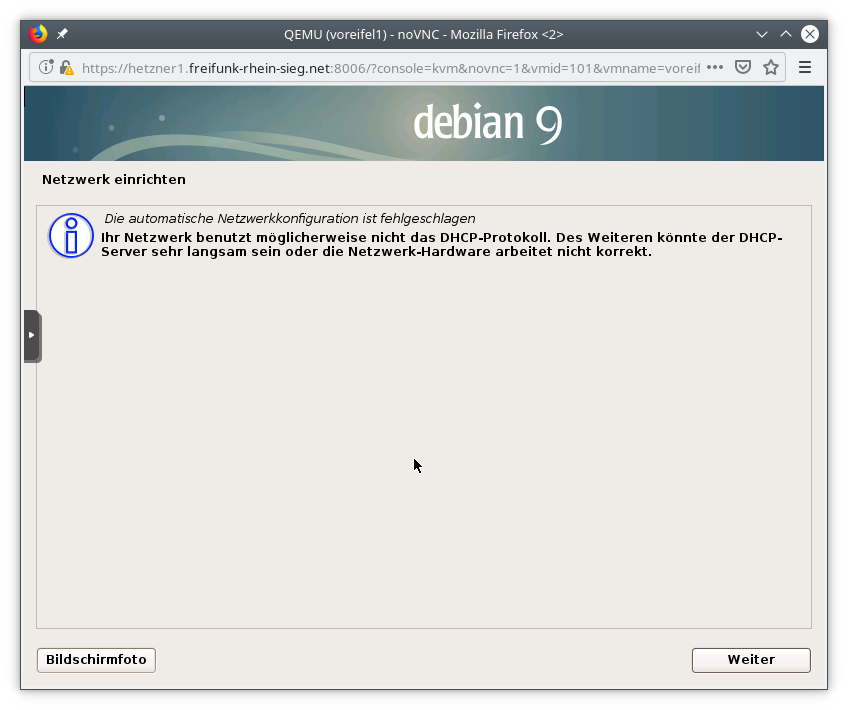 QEMU (voreifel1) - noVNC - Mozilla Firefox <2>
https://hetzner1.freifunk-rhein-sieg.net:8006/?console=kvm&novnc=1&vmid=101&vmname=voreif
debian 9
Netzwerk einrichten
Die automatische Netzwerkkonfiguration ist fehlgeschlagen
Ihr Netzwerk benutzt möglicherweise nicht das DHCP-Protokoll. Des Weiteren könnte der DHCP-
Server sehr langsam sein oder die Netzwerk-Hardware arbeitet nicht korrekt.
Bildschirmfoto
Weiter